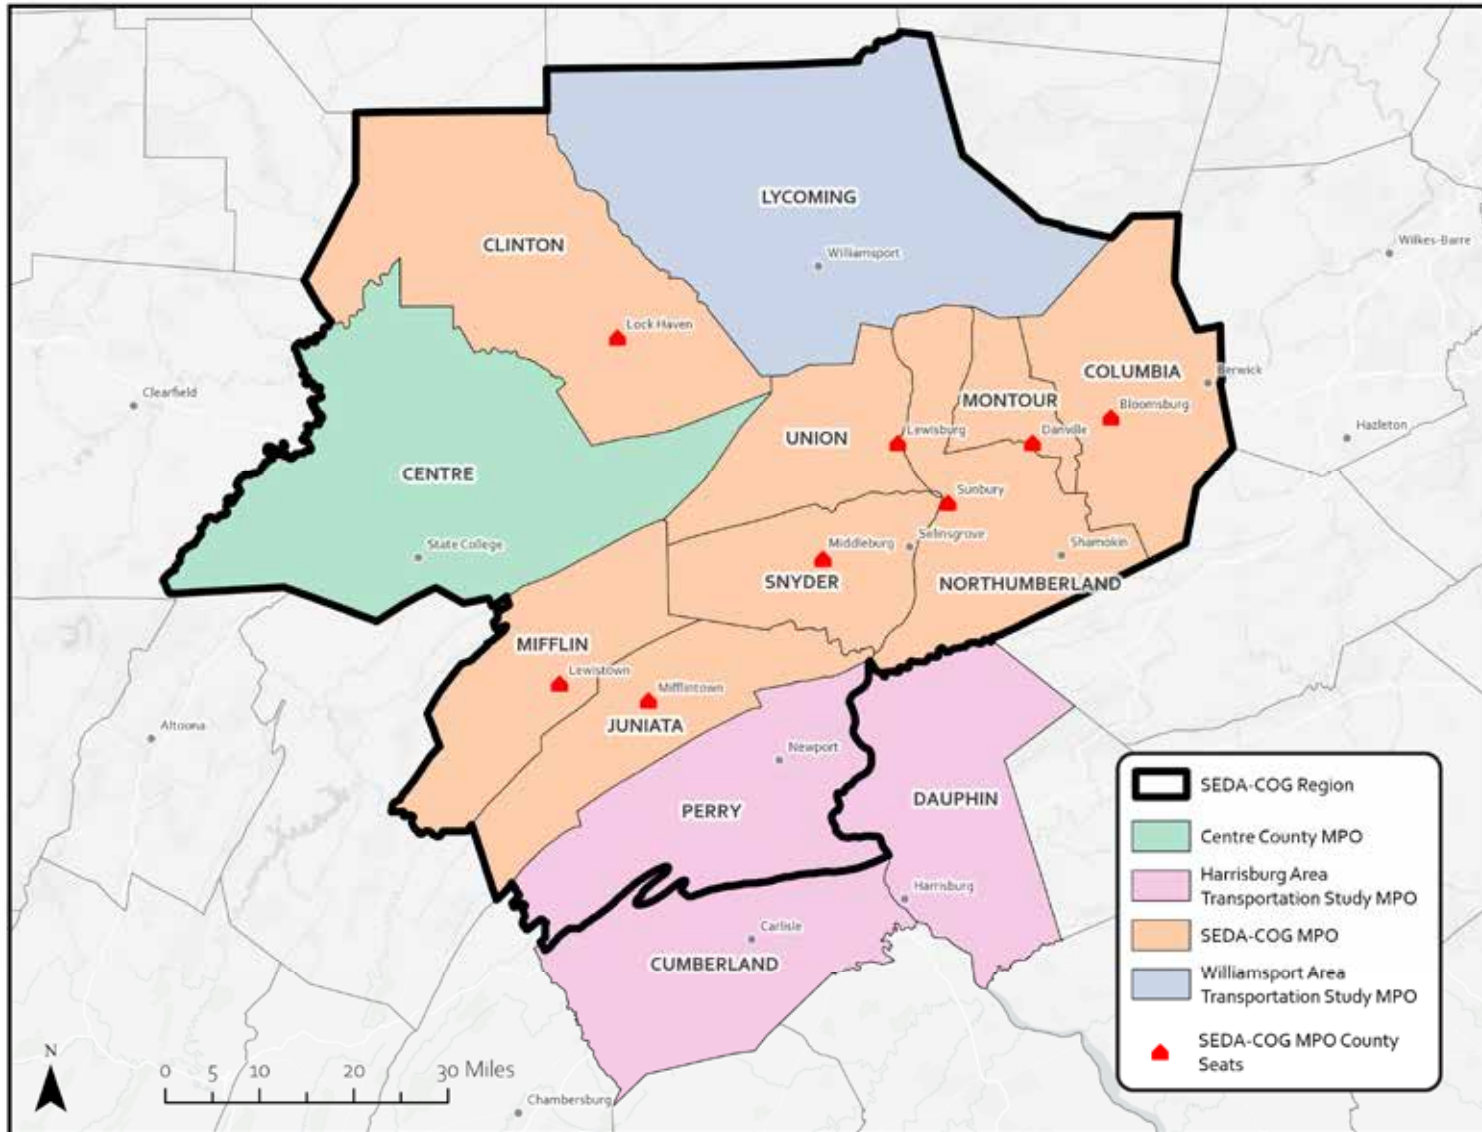 LYCOMING
Williamsport
CLINTON
Wilkes-Barre
Lock Haven
Clearfield
COLUMBIA
Berwick
MONTOUR
Bloomsburg
Hazleton
UNION
Lewisburg
Danville
CENTRE
Sunbury
State College
Middleburg
Selinsgrove
Shamokin
SNYDER
NORTHUMBERLAND
MIFFLIN
Lewistown
Mifflintown
JUNIATA
Altoona
Newport
PERRY
DAUPHIN
Harrisburg
Carlisle
CUMBERLAND
Chambersburg
SEDA-COG Region
Centre County MPO
Harrisburg Area
Transportation Study MPO
SEDA-COG MPO
Williamsport Area
Transportation Study MPO
SEDA-COG MPO County
Seats
N
0 5 10 20 30 Miles